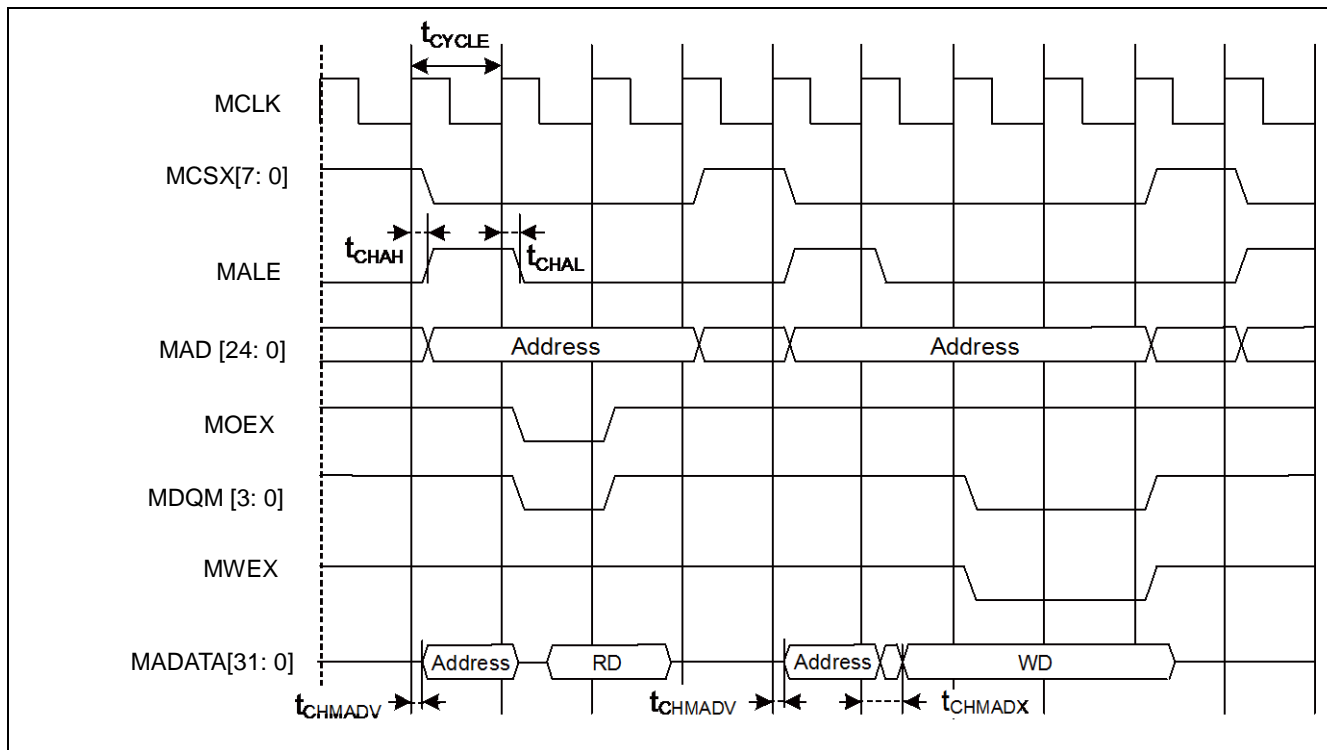 tCYCLE
MCLK
MCSX[7: 0]
tCHAH
tCHAL
MALE
MAD [24: 0]
Address
Address
MOEX
MDQM [3: 0]
MWEX
MADATA[31: 0]
Address
RD
Address
WD
tCHMADV
tCHMADV
tCHMADX